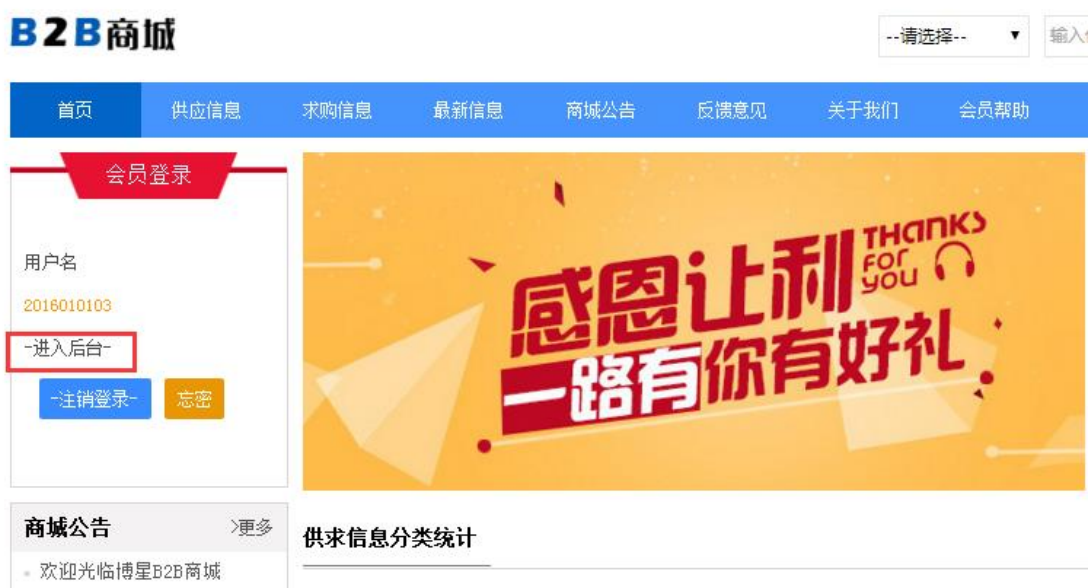 B2B商城
--请选择--
输入
首页 供应信息 求购信息 最新信息 商城公告 反馈意见 关于我们 会员帮助
会员登录
用户名
2016010103
-进入后台-
-注销登录- 忘密
感恩让利
THANKS
FOR
YOU
一路有你有好礼
商城公告 >更多
欢迎光临博星B2B商城
供求信息分类统计